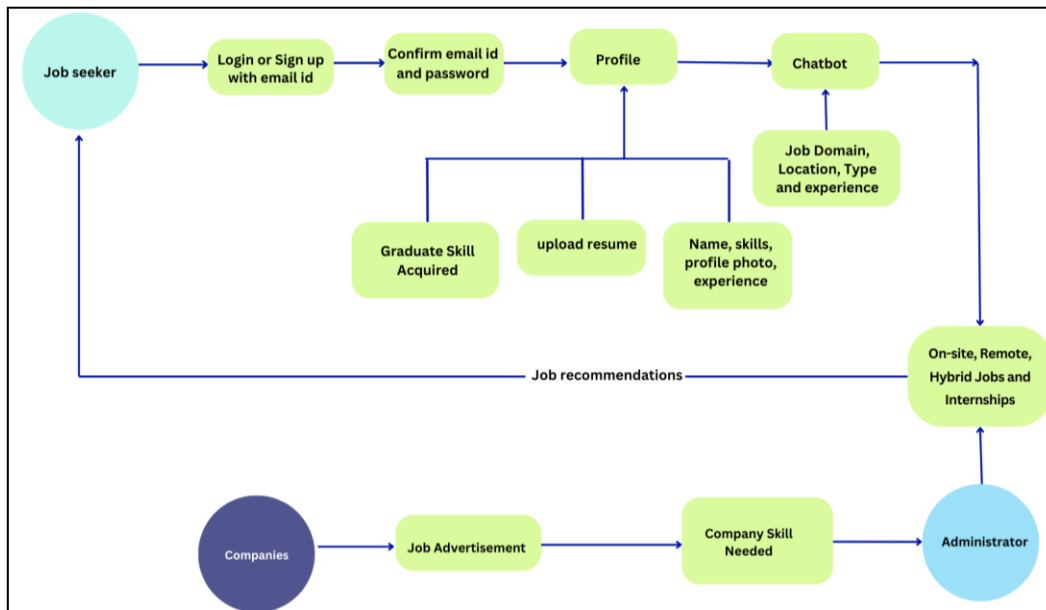 Job seeker
Login or Sign up
with email id
Confirm email id
and password
Profile
Chatbot
Job Domain,
Location, Type
and experience
Graduate Skill
Acquired
upload resume
Name, skills,
profile photo,
experience
On-site, Remote,
Hybrid Jobs and
Internships
Job recommendations
Companies
Job Advertisement
Company Skill
Needed
Administrator